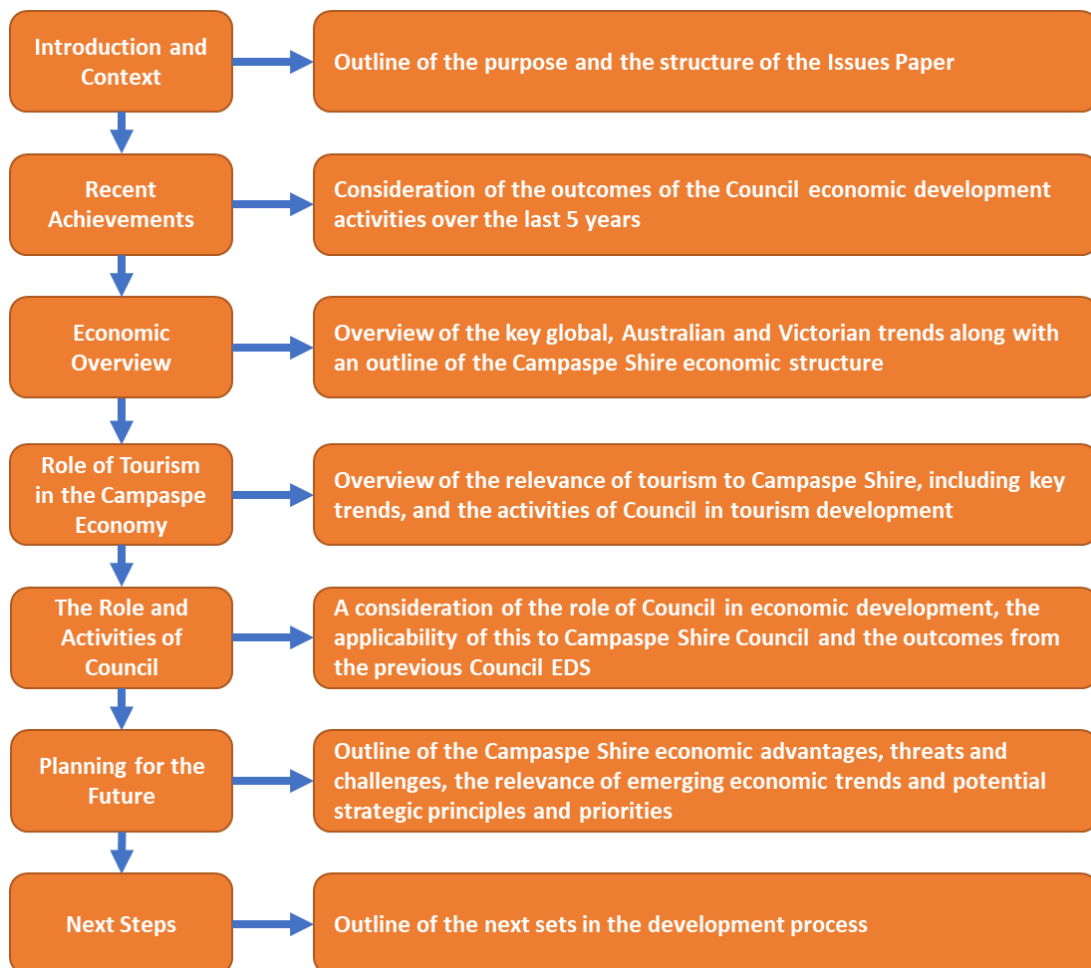 Introduction and
Context
Outline of the purpose and the structure of the Issues Paper
Recent
Achievements
Consideration of the outcomes of the Council economic development
activities over the last 5 years
Economic
Overview
Overview of the key global, Australian and Victorian trends along with
an outline of the Campaspe Shire economic structure
Role of Tourism
in the Campaspe
Economy
Overview of the relevance of tourism to Campaspe Shire, including key
trends, and the activities of Council in tourism development
The Role and
Activities of
Council
A consideration of the role of Council in economic development, the
applicability of this to Campaspe Shire Council and the outcomes from
the previous Council EDS
Planning for the
Future
Outline of the Campaspe Shire economic advantages, threats and
challenges, the relevance of emerging economic trends and potential
strategic principles and priorities
Next Steps
Outline of the next sets in the development process